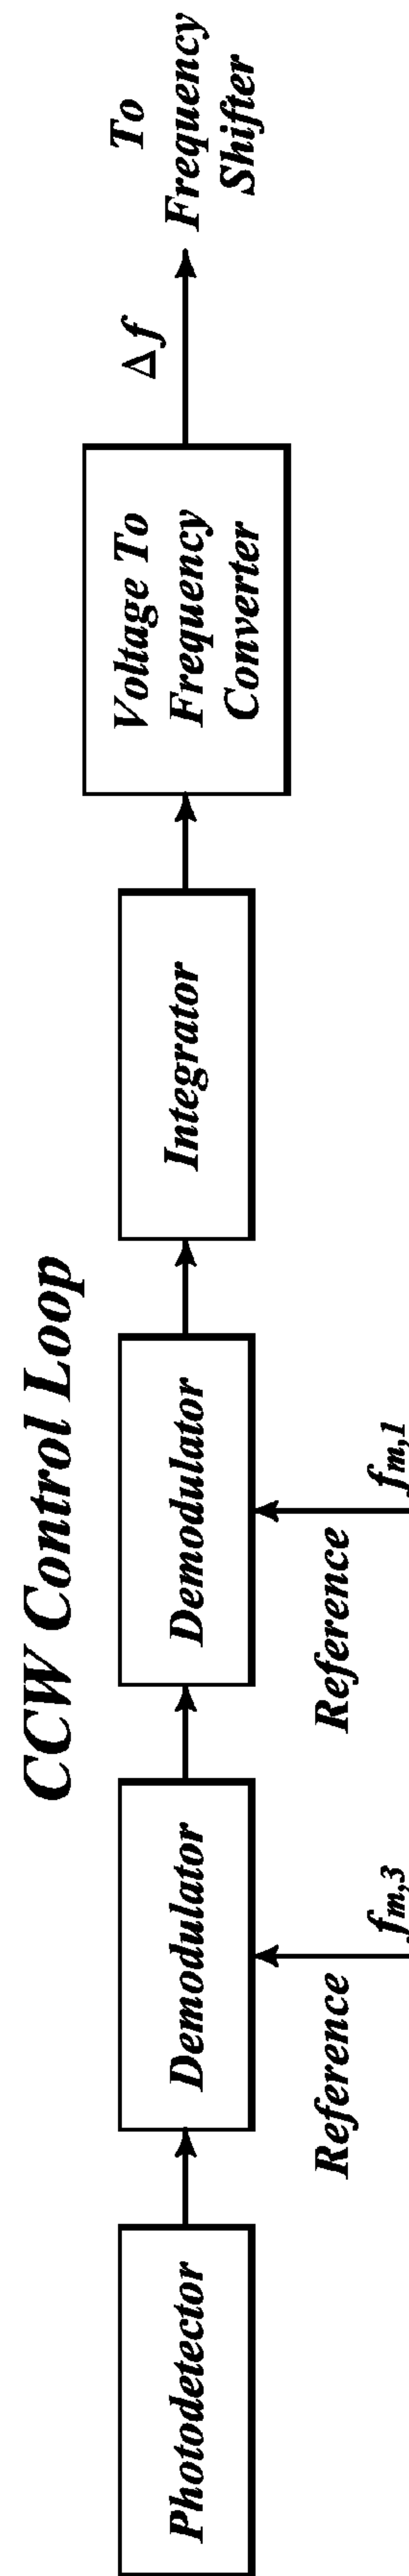 CCW Control Loop
Photodetector
Demodulator
Reference
fm,3
Demodulator
Reference
fm,1
Integrator
Voltage To
Frequency
Converter
Δf
To
Frequency
Shifter